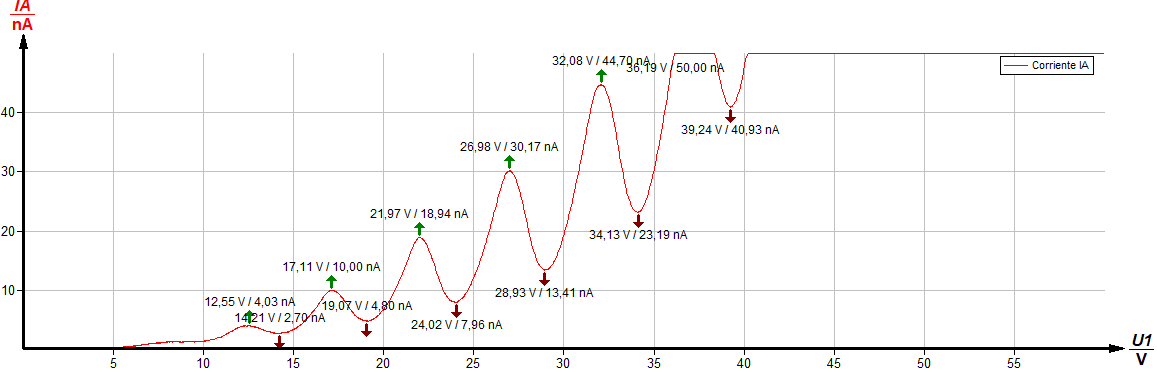 IA
nA
32,08 V / 44,70 nA
36,19 V / 50,00 nA
Corriente IA
40
39,24 V / 40,93 nA
26,98 V / 30,17 nA
30
21,97 V / 18,94 nA
20
34,13 V / 23,19 nA
17,11 V / 10,00 nA
10
28,93 V / 13,41 nA
12,55 V / 4,03 nA
19,07 V / 4,80 nA
14,21 V / 2,70 nA
24,02 V / 7,96 nA
U1
V
5 10 15 20 25 30 35 40 45 50 55